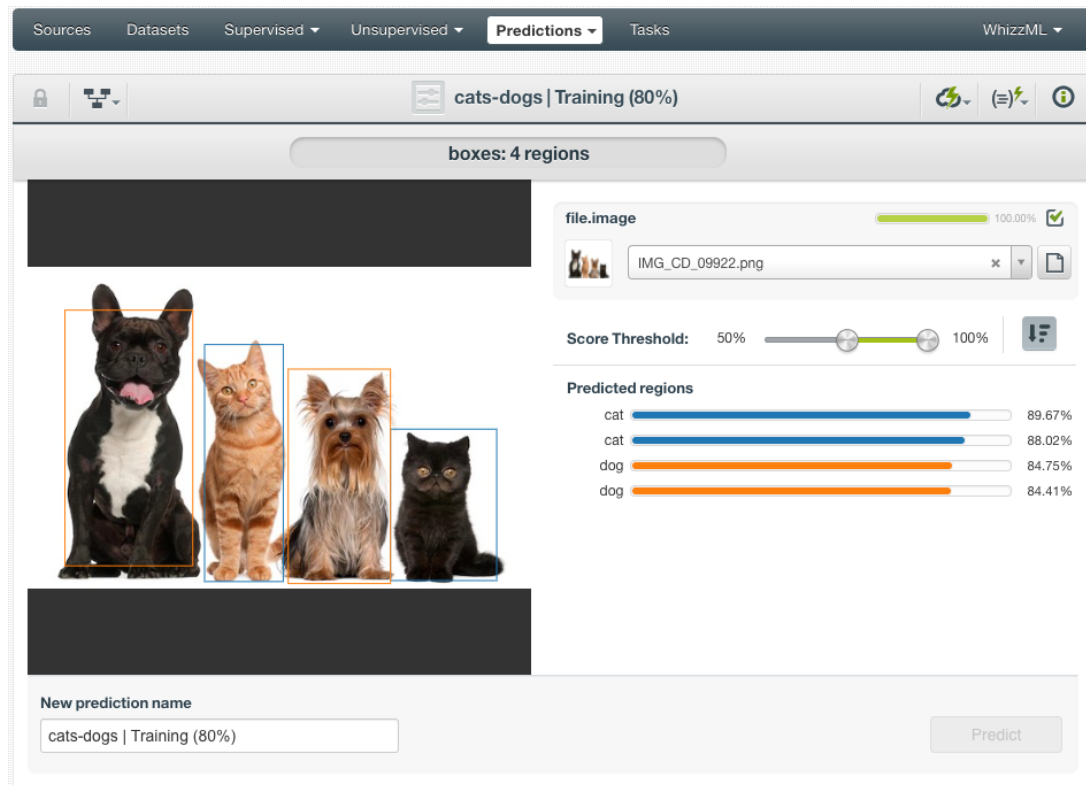 Sources Datasets Supervised Unsupervised Predictions Tasks WhizzML
cats-dogs | Training (80%)
boxes: 4 regions
file.image 100.00%
IMG_CD_09922.png
Score Threshold: 50% 100%
Predicted regions
cat 89.67%
cat 88.02%
dog 84.75%
dog 84.41%
New prediction name
cats-dogs | Training (80%)
Predict